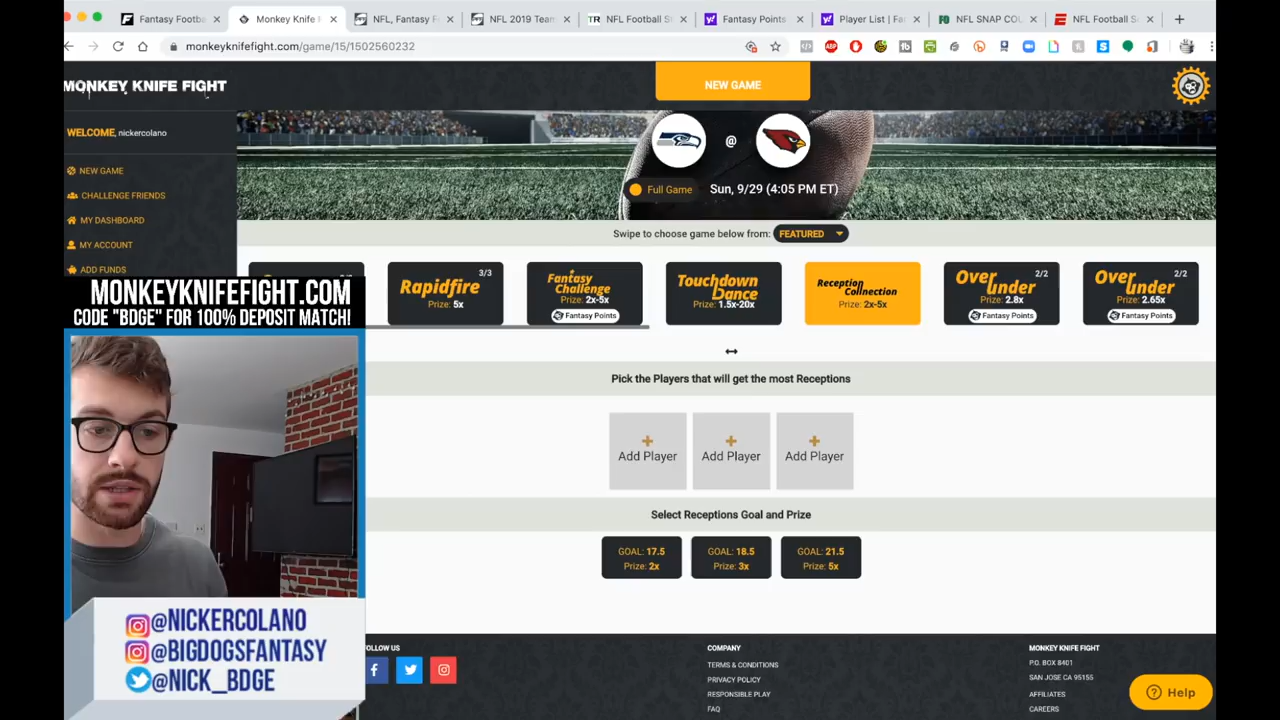 Fantasy Footba
Monkey Knife F
NFL, Fantasy F
NFL 2019 Team
NFL Football S
Fantasy Points
Player List | Fa
NFL SNAP COU
NFL Football S
monkeyknifefight.com/game/15/1502560232
MONKEY KNIFE FIGHT
NEW GAME
WELCOME, nickercolano
NEW GAME
CHALLENGE FRIENDS
MY DASHBOARD
MY ACCOUNT
ADD FUNDS
@
Full Game
Sun, 9/29 (4:05 PM ET)
Swipe to choose game below from:
FEATURED
Rapidfire
3/3
Prize: 5x
Fantasy
Challenge
Prize: 2x-5x
Fantasy Points
Touchdown
Dance
Prize: 1.5x-20x
Reception
Connection
Prize: 2x-5x
Over
Under
2/2
Prize: 2.8x
Fantasy Points
Over
Under
2/2
Prize: 2.65x
Fantasy Points
MONKEYKNIFEFIGHT.COM
CODE "BDGE" FOR 100% DEPOSIT MATCH!
Pick the Players that will get the most Receptions
Add Player
Add Player
Add Player
Select Receptions Goal and Prize
GOAL: 17.5
Prize: 2x
GOAL: 18.5
Prize: 3x
GOAL: 21.5
Prize: 5x
@NICKERCOLANO
@BIGDOGSFANTASY
@NICK_BDGE
FOLLOW US
COMPANY
TERMS & CONDITIONS
PRIVACY POLICY
RESPONSIBLE PLAY
FAQ
MONKEY KNIFE FIGHT
P.O. BOX 8401
SAN JOSE CA 95155
AFFILIATES
CAREERS
Help